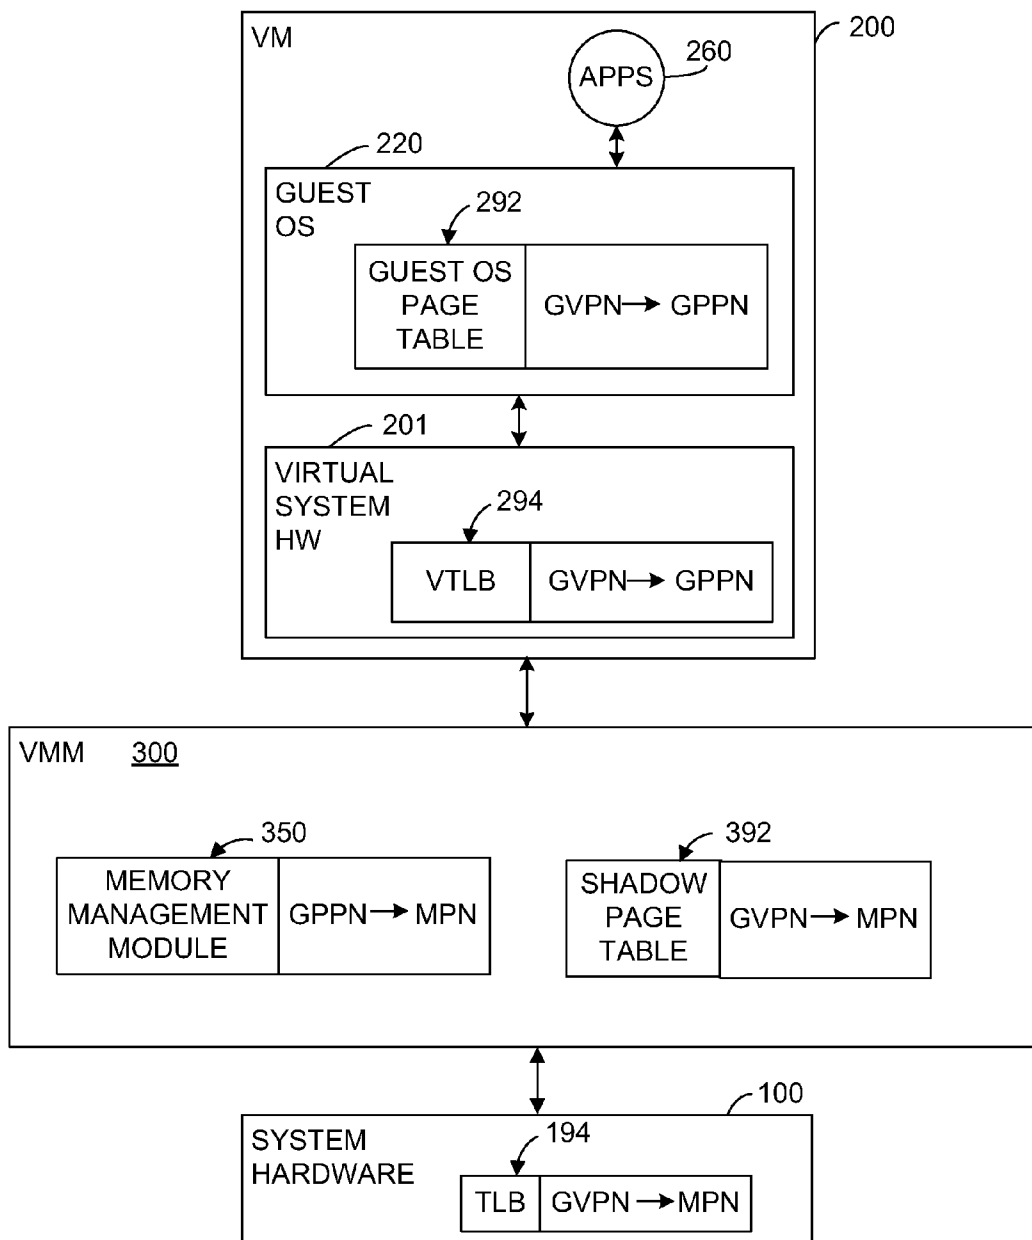 VM
200
APPS
260
220
GUEST
OS
292
GUEST OS
PAGE
TABLE
GVPN → GPPN
201
VIRTUAL
SYSTEM
HW
294
VTLB
GVPN → GPPN
VMM 300
350
MEMORY
MANAGEMENT
MODULE
GPPN → MPN
392
SHADOW
PAGE
TABLE
GVPN → MPN
100
SYSTEM
HARDWARE
194
TLB
GVPN → MPN